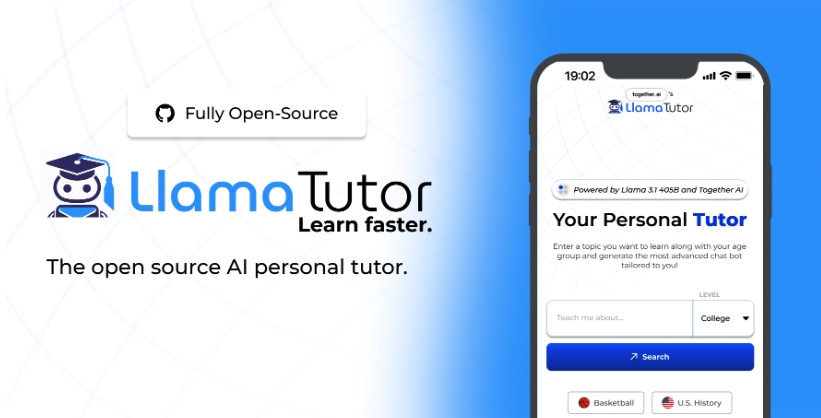 Fully Open-Source
LlamaTutor
Learn faster.
The open source AI personal tutor.
19:02
together.ai 's
LlamaTutor
Powered by Llama 3.1 405B and Together AI
Your Personal Tutor
Enter a topic you want to learn along with your age
group and generate the most advanced chat bot
tailored to you!
LEVEL
Teach me about...
College
Search
Basketball
U.S. History